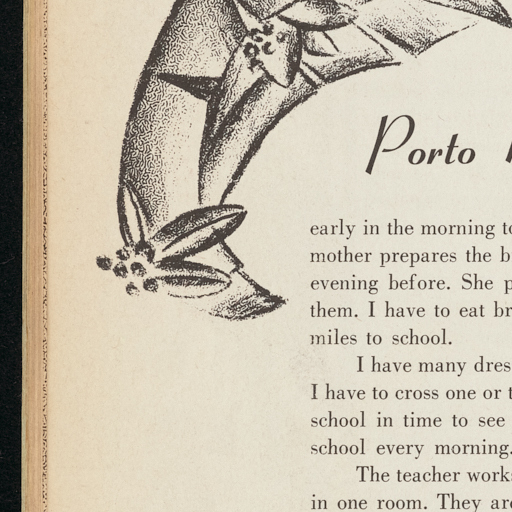 Porto
early in the morning to
mother prepares the b
evening before. She p
them. I have to eat br
miles to school.
I have many dres
I have to cross one or t
school in time to see
school every morning.
The teacher works
in one room. They are